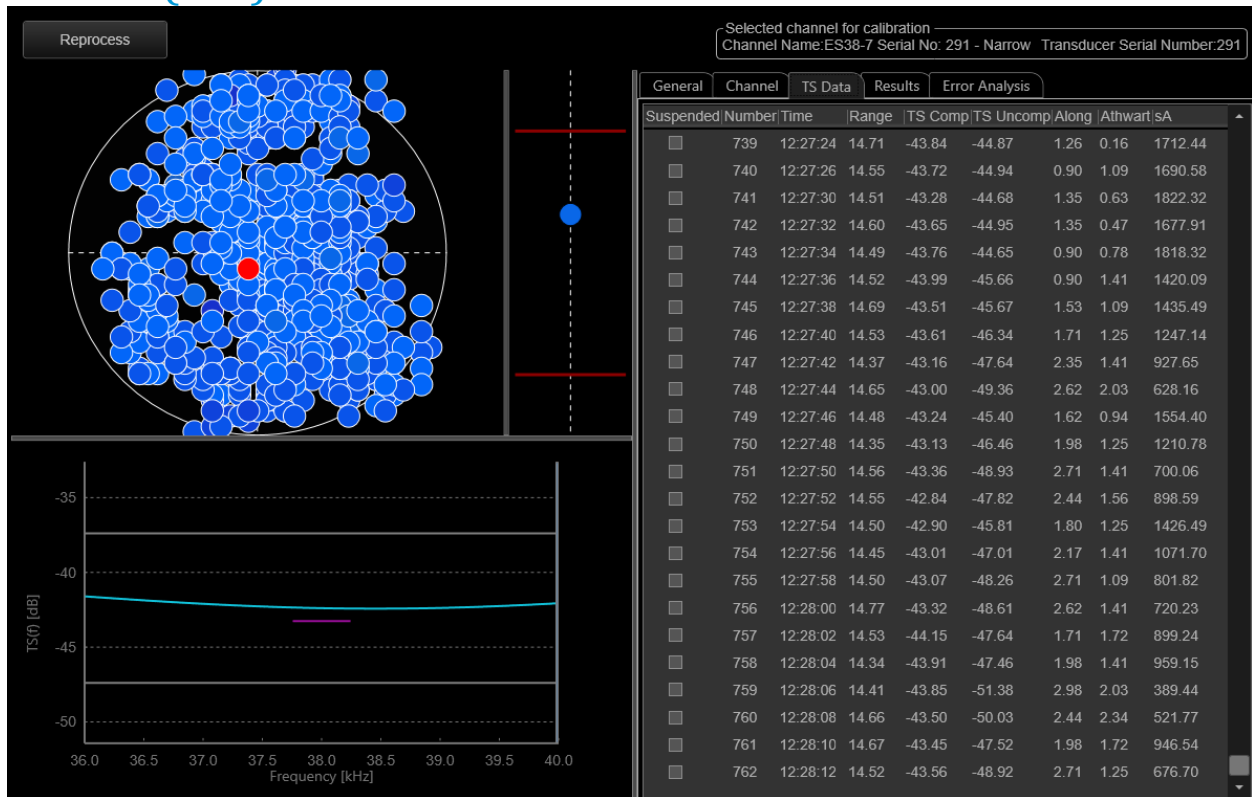 Reprocess
Selected channel for calibration
Channel Name:ES38-7 Serial No: 291 - Narrow Transducer Serial Number:291
General Channel TS Data Results Error Analysis
Suspended Number Time Range TS Comp TS Uncomp Along Athwart sA
739 12:27:24 14.71 -43.84 -44.87 1.26 0.16 1712.44
740 12:27:26 14.55 -43.72 -44.94 0.90 1.09 1690.58
741 12:27:30 14.51 -43.28 -44.68 1.35 0.63 1822.32
742 12:27:32 14.60 -43.65 -44.95 1.35 0.47 1677.91
743 12:27:34 14.49 -43.76 -44.65 0.90 0.78 1818.32
744 12:27:36 14.52 -43.99 -45.66 0.90 1.41 1420.09
745 12:27:38 14.69 -43.51 -45.67 1.53 1.09 1435.49
746 12:27:40 14.53 -43.61 -46.34 1.71 1.25 1247.14
747 12:27:42 14.37 -43.16 -47.64 2.35 1.41 927.65
748 12:27:44 14.65 -43.00 -49.36 2.62 2.03 628.16
749 12:27:46 14.48 -43.24 -45.40 1.62 0.94 1554.40
750 12:27:48 14.35 -43.13 -46.46 1.98 1.25 1210.78
751 12:27:50 14.56 -43.36 -48.93 2.71 1.41 700.06
752 12:27:52 14.55 -42.84 -47.82 2.44 1.56 898.59
753 12:27:54 14.50 -42.90 -45.81 1.80 1.25 1426.49
754 12:27:56 14.45 -43.01 -47.01 2.17 1.41 1071.70
755 12:27:58 14.50 -43.07 -48.26 2.71 1.09 801.82
756 12:28:00 14.77 -43.32 -48.61 2.62 1.41 720.23
757 12:28:02 14.53 -44.15 -47.64 1.71 1.72 899.24
758 12:28:04 14.34 -43.91 -47.46 1.98 1.41 959.15
759 12:28:06 14.41 -43.85 -51.38 2.98 2.03 389.44
760 12:28:08 14.66 -43.50 -50.03 2.44 2.34 521.77
761 12:28:10 14.67 -43.45 -47.52 1.98 1.72 946.54
762 12:28:12 14.52 -43.56 -48.92 2.71 1.25 676.70
TS(f) [dB]
-35
-40
-45
-50
36.0 36.5 37.0 37.5 38.0 38.5 39.0 39.5 40.0
Frequency [kHz]